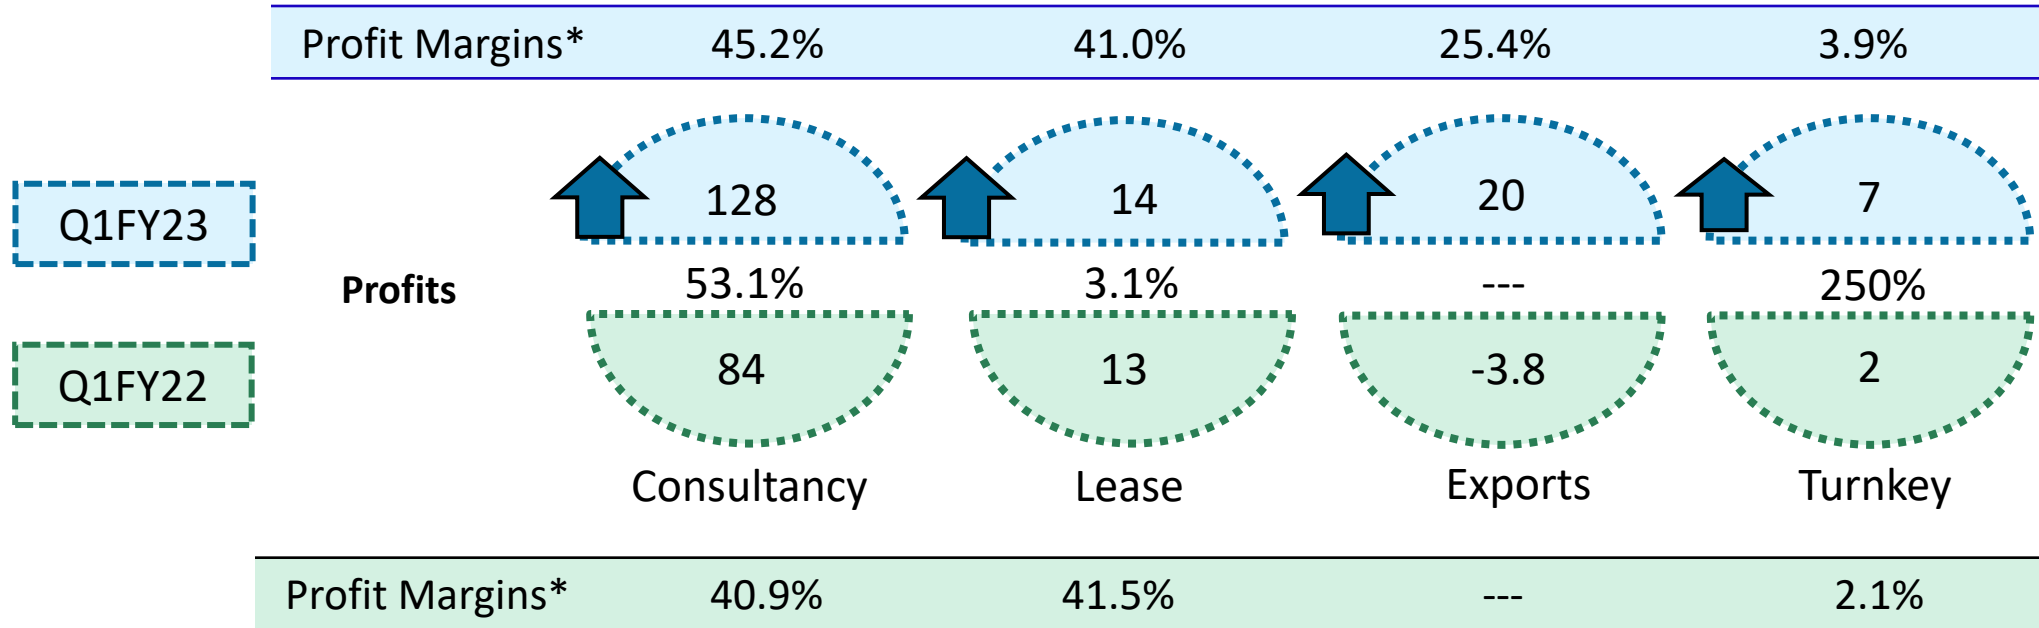 Profit Margins* 45.2% 41.0% 25.4% 3.9%
Q1FY23 128 14 20 7
Profits 53.1% 3.1% --- 250%
Q1FY22 84 13 -3.8 2
Consultancy Lease Exports Turnkey
Profit Margins* 40.9% 41.5% --- 2.1%